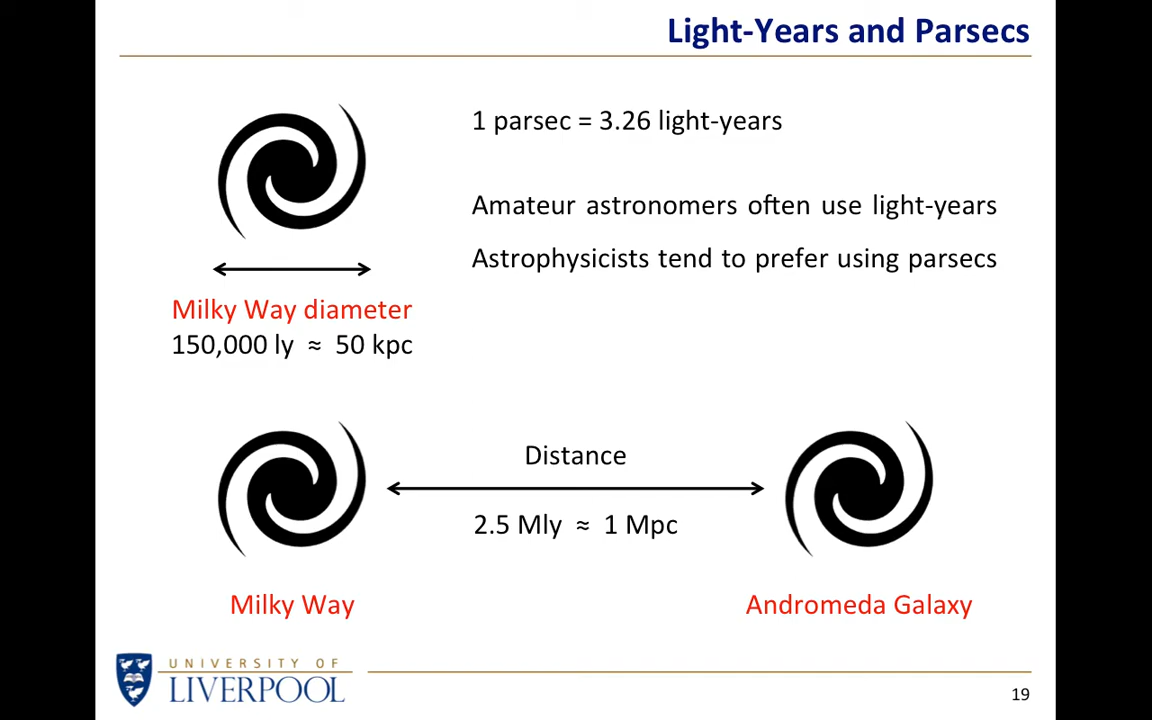 Light-Years and Parsecs
1 parsec = 3.26 light-years
Amateur astronomers often use light-years
Astrophysicists tend to prefer using parsecs
Milky Way diameter
150,000 ly ≈ 50 kpc
Distance
2.5 Mly ≈ 1 Mpc
Milky Way
Andromeda Galaxy
UNIVERSITY OF
LIVERPOOL
19